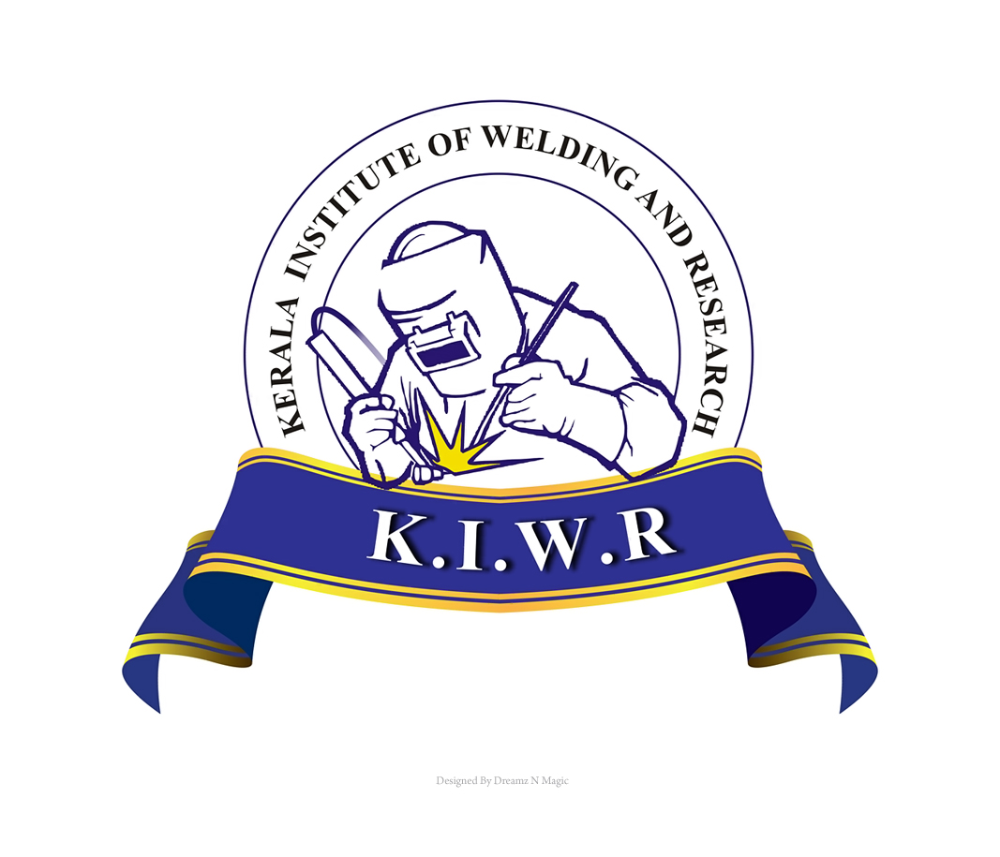 KERALA INSTITUTE OF WELDING AND RESEARCH
K.I.W.R
Designed By Dreamz N Magic